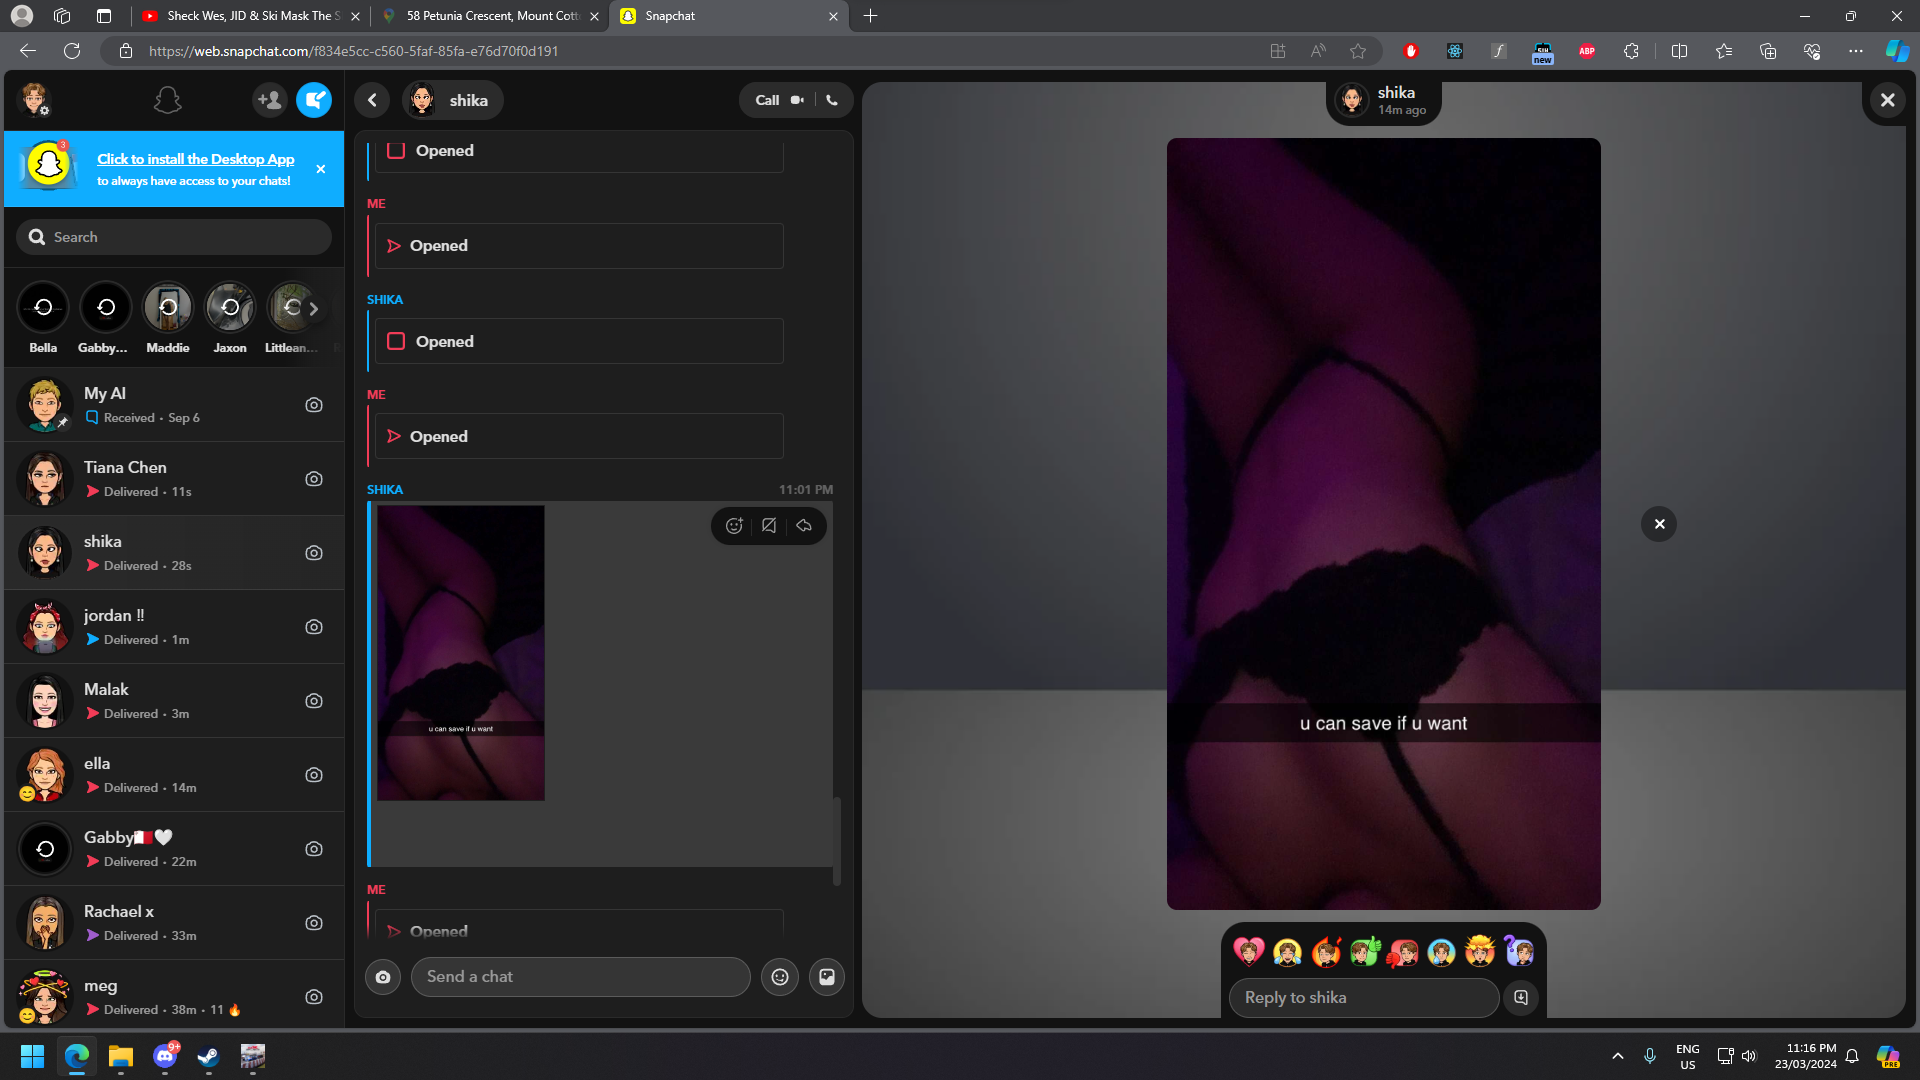 Sheck Wes, JID & Ski Mask The S
58 Petunia Crescent, Mount Cott
Snapchat
https://web.snapchat.com/f834e5cc-c560-5faf-85fa-e76d70f0d191
ABP
new
3
Click to install the Desktop App
to always have access to your chats!
Search
Bella
Gabby...
Maddie
Jaxon
Littlean...
My AI
Received · Sep 6
Tiana Chen
Delivered · 11s
shika
Delivered · 28s
jordan !!
Delivered · 1m
Malak
Delivered · 3m
ella
Delivered · 14m
Gabby🇲🇹🤍
Delivered · 22m
Rachael x
Delivered · 33m
meg
Delivered · 38m · 11 🔥
shika
Call
Opened
ME
Opened
SHIKA
Opened
ME
Opened
SHIKA
11:01 PM
u can save if u want
ME
Opened
Send a chat
shika
14m ago
u can save if u want
Reply to shika
9+
ENG
US
11:16 PM
23/03/2024
PRE